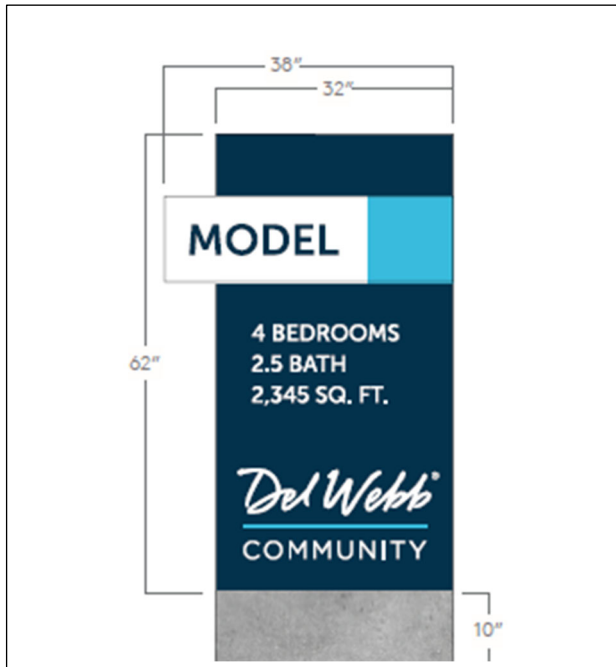 38"
32"
MODEL
4 BEDROOMS
2.5 BATH
2,345 SQ. FT.
62"
Del Webb®
COMMUNITY
10"